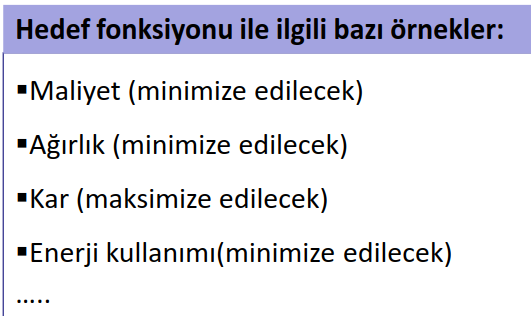 Hedef fonksiyonu ile ilgili bazı örnekler:
▪Maliyet (minimize edilecek)
▪Ağırlık (minimize edilecek)
▪Kar (maksimize edilecek)
▪Enerji kullanımı(minimize edilecek)
…..